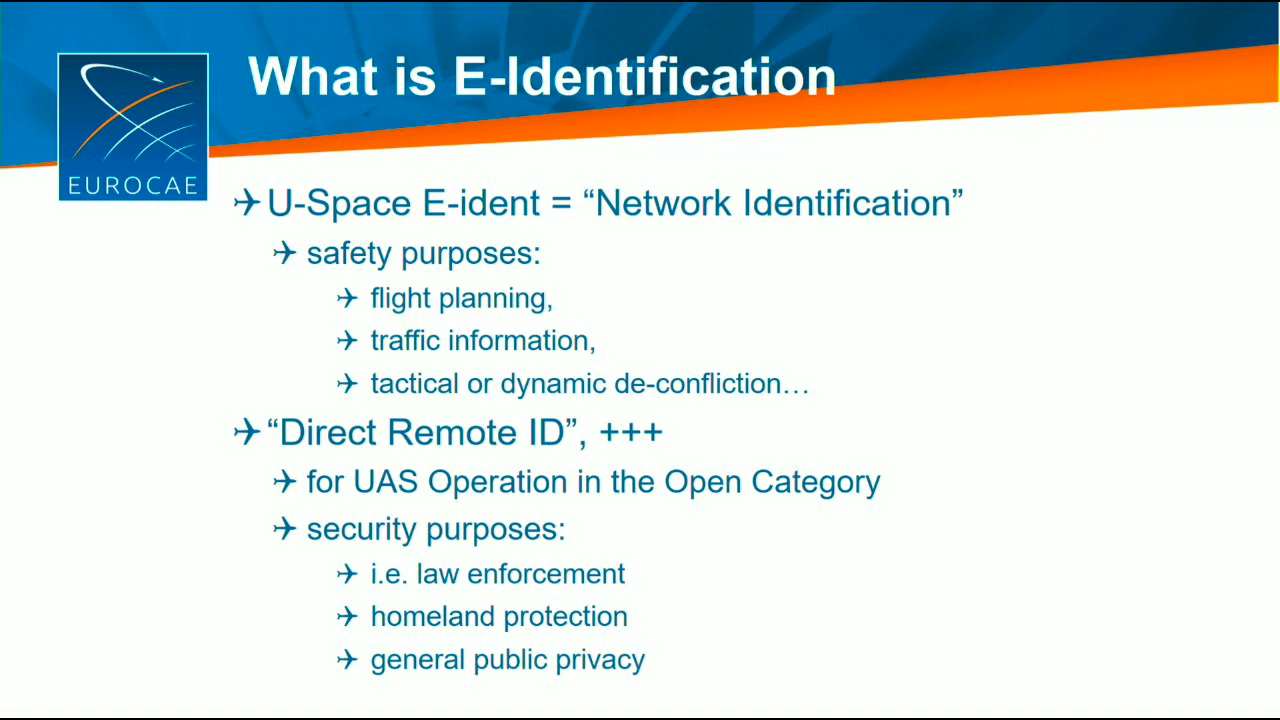 What is E-Identification
EUROCAE
U-Space E-ident = “Network Identification”
safety purposes:
flight planning,
traffic information,
tactical or dynamic de-confliction…
“Direct Remote ID”, +++
for UAS Operation in the Open Category
security purposes:
i.e. law enforcement
homeland protection
general public privacy